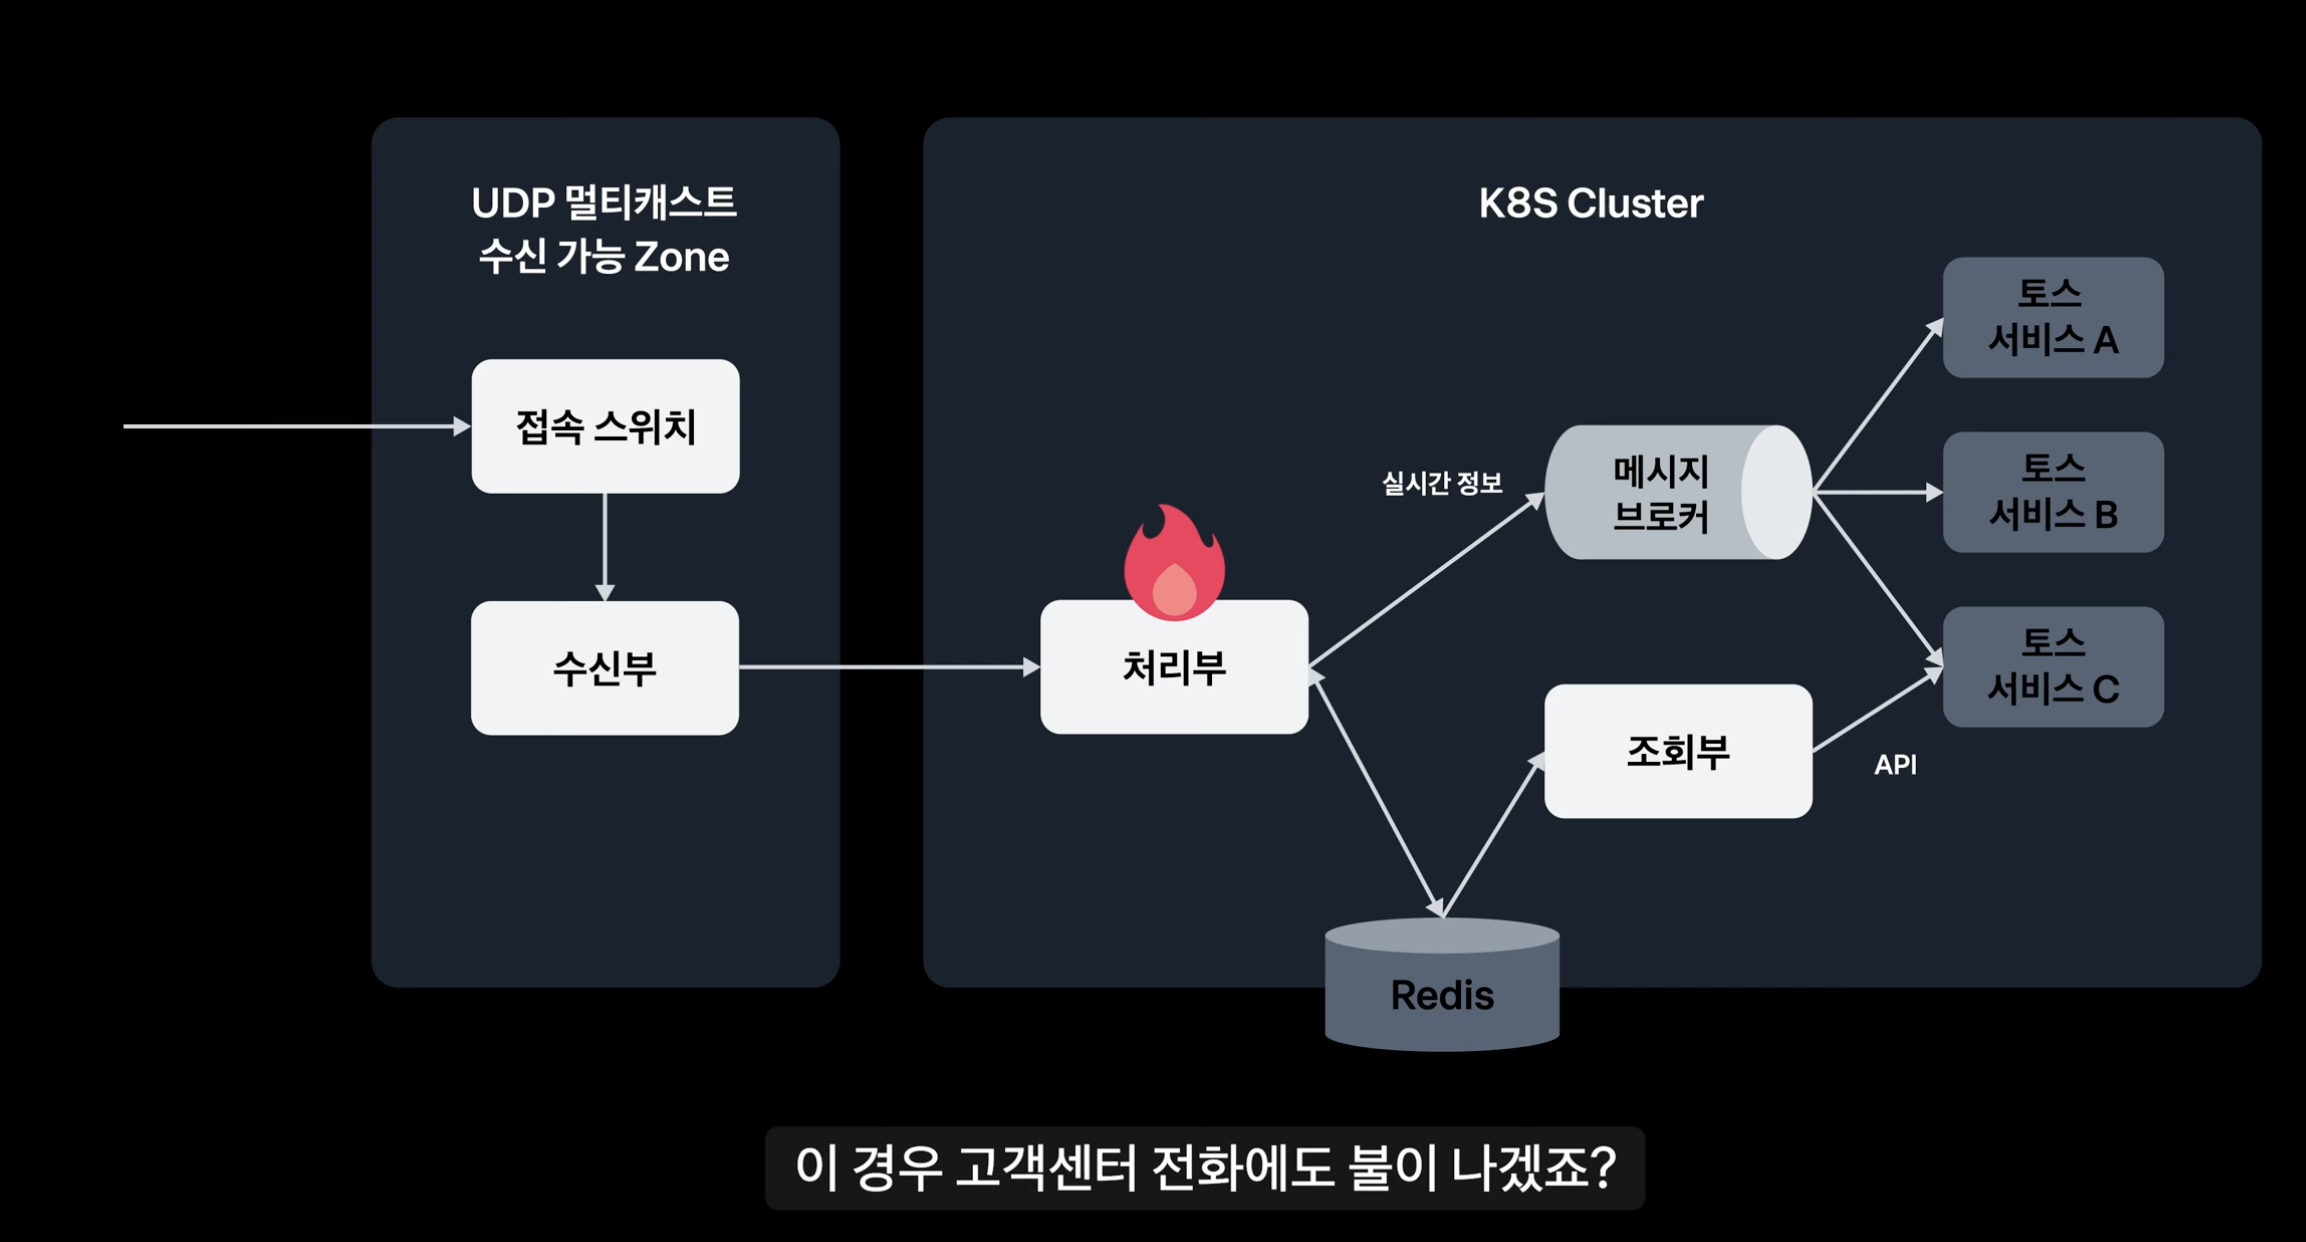 UDP 멀티캐스트
수신 가능 Zone
접속 스위치
수신부
K8S Cluster
처리부
실시간 정보
메시지
브로커
조회부
API
Redis
토스
서비스 A
토스
서비스 B
토스
서비스 C
이 경우 고객센터 전화에도 불이 나겠죠?